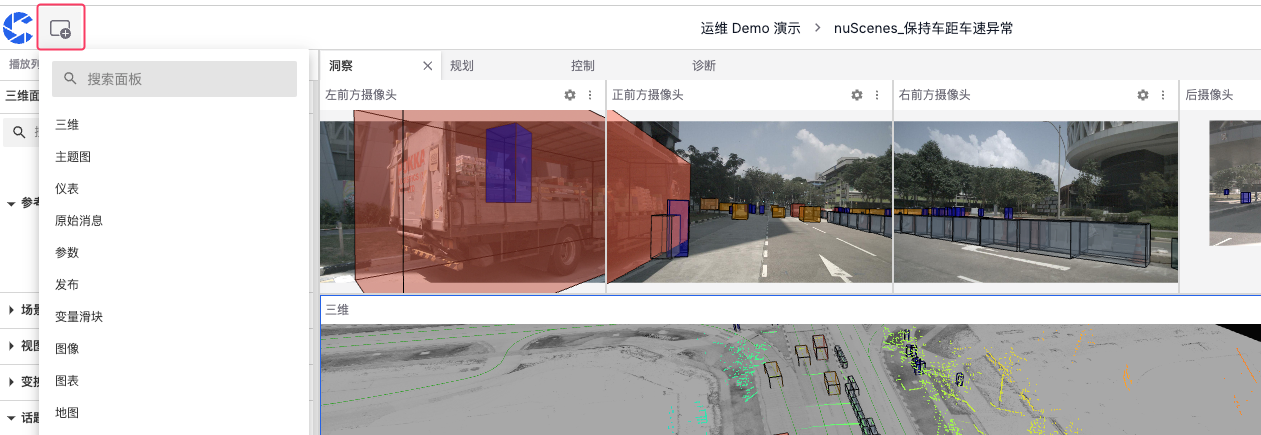 运维 Demo 演示 > nuScenes_保持车距车速异常
播放列
三维面
参考
场景
视图
变换
话题
搜索面板
三维
主题图
仪表
原始消息
参数
发布
变量滑块
图像
图表
地图
洞察 规划 控制 诊断
左前方摄像头 正前方摄像头 右前方摄像头 后摄像头
三维